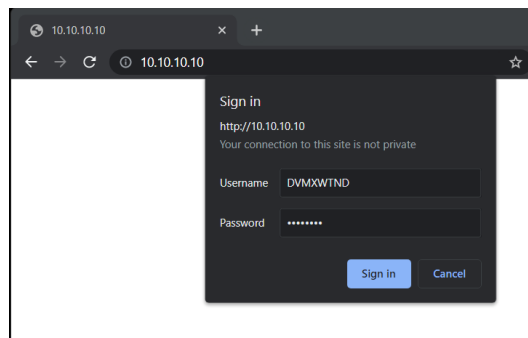 10.10.10.10
10.10.10.10
Sign in
http://10.10.10.10
Your connection to this site is not private
Username DVMXWTND
Password ••••••••
Sign in Cancel